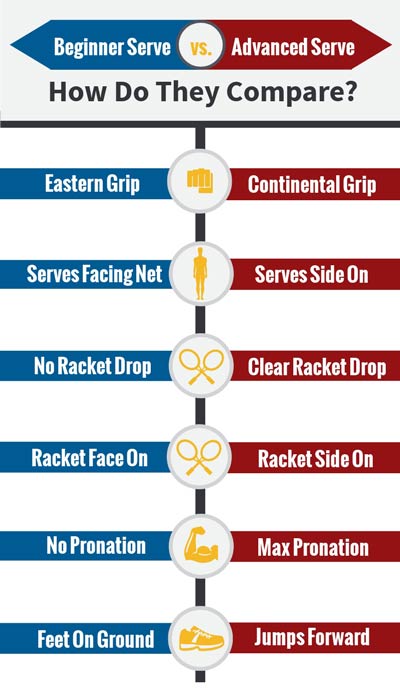 Beginner Serve vs. Advanced Serve
How Do They Compare?
Eastern Grip Continental Grip
Serves Facing Net Serves Side On
No Racket Drop Clear Racket Drop
Racket Face On Racket Side On
No Pronation Max Pronation
Feet On Ground Jumps Forward